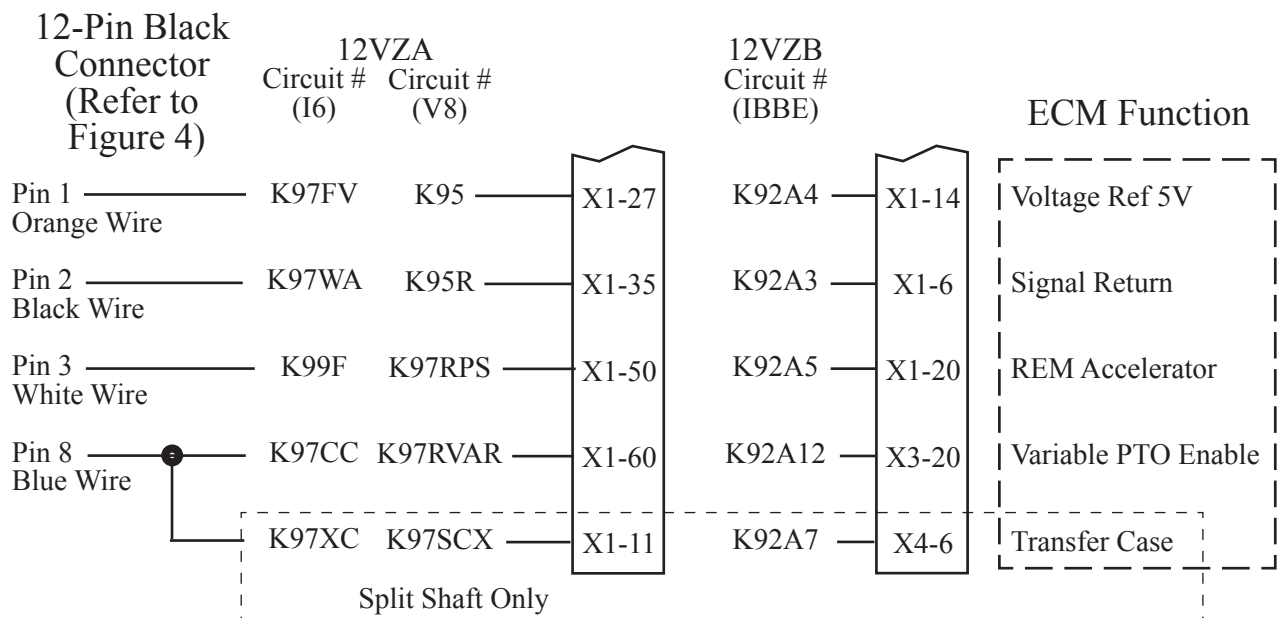 12-Pin Black
Connector
(Refer to
Figure 4)
12VZA
Circuit # Circuit #
(I6) (V8)
12VZB
Circuit #
(IBBE)
ECM Function
Pin 1 K97FV K95 X1-27 K92A4 X1-14 Voltage Ref 5V
Orange Wire
Pin 2 K97WA K95R X1-35 K92A3 X1-6 Signal Return
Black Wire
Pin 3 K99F K97RPS X1-50 K92A5 X1-20 REM Accelerator
White Wire
Pin 8 K97CC K97RVAR X1-60 K92A12 X3-20 Variable PTO Enable
Blue Wire
K97XC K97SCX X1-11 K92A7 X4-6 Transfer Case
Split Shaft Only